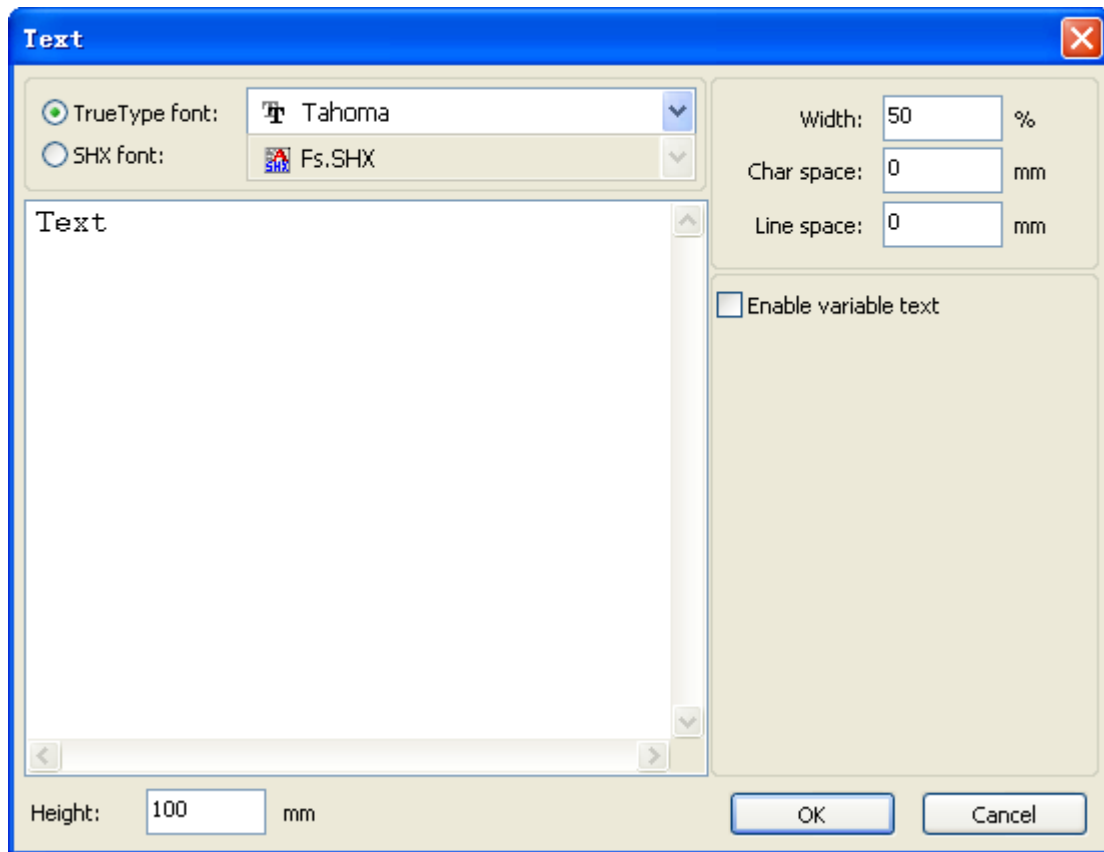 Text
TrueType font: Tahoma
SHX font: Fs.SHX
Text
Width: 50 %
Char space: 0 mm
Line space: 0 mm
Enable variable text
Height: 100 mm
OK Cancel